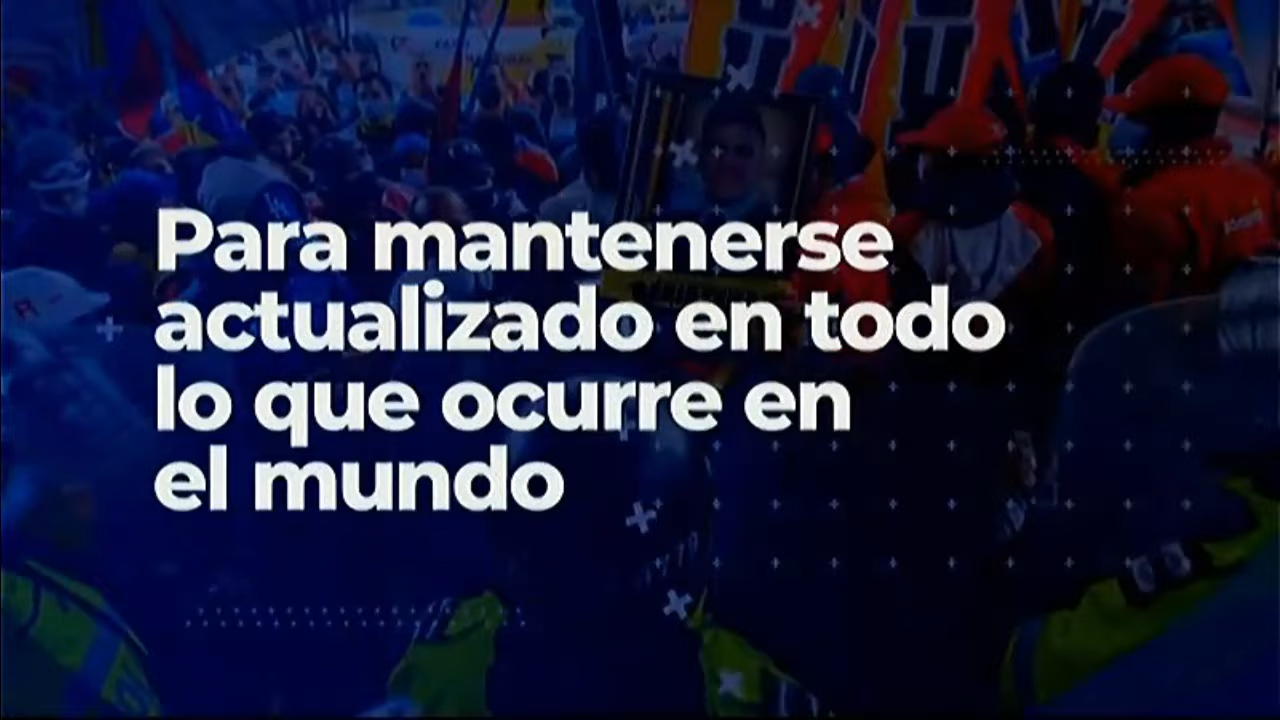 Para mantenerse
actualizado en todo
lo que ocurre en
el mundo